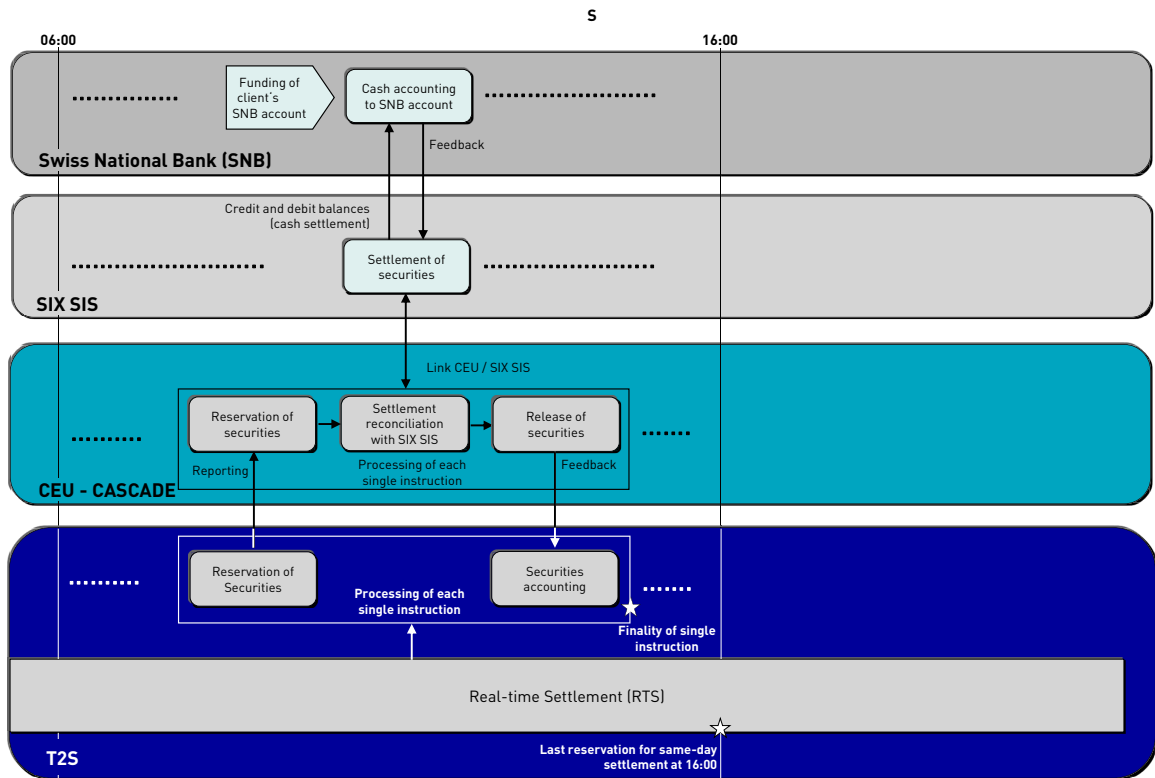 S
06:00
16:00
Funding of
client´s
SNB account
Cash accounting
to SNB account
Feedback
Swiss National Bank (SNB)
Credit and debit balances
(cash settlement)
Settlement of
securities
SIX SIS
Link CEU / SIX SIS
Reservation of
securities
Settlement
reconciliation
with SIX SIS
Release of
securities
Reporting
Processing of each
single instruction
Feedback
CEU - CASCADE
Reservation of
Securities
Securities
accounting
Processing of each
single instruction
Finality of single
instruction
Real-time Settlement (RTS)
T2S
Last reservation for same-day
settlement at 16:00